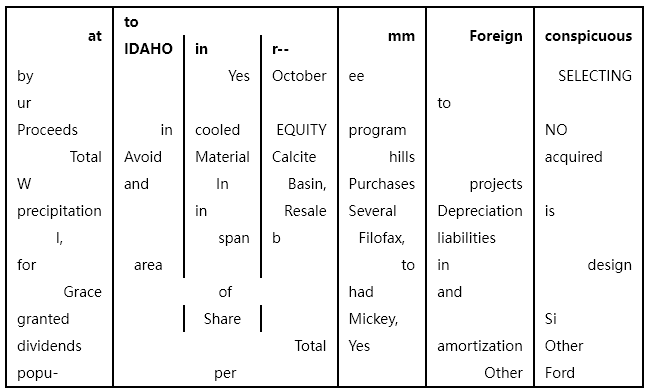 to
at mm Foreign conspicuous
IDAHO in r--
by Yes October ee SELECTING
ur to
Proceeds in cooled EQUITY program NO
Total Avoid Material Calcite hills acquired
W and In Basin, Purchases projects
precipitation in Resale Several Depreciation is
l, span b Filofax, liabilities
for area to in design
Grace of had and
granted Share Mickey, Si
dividends Total Yes amortization Other
popu- per Other Ford